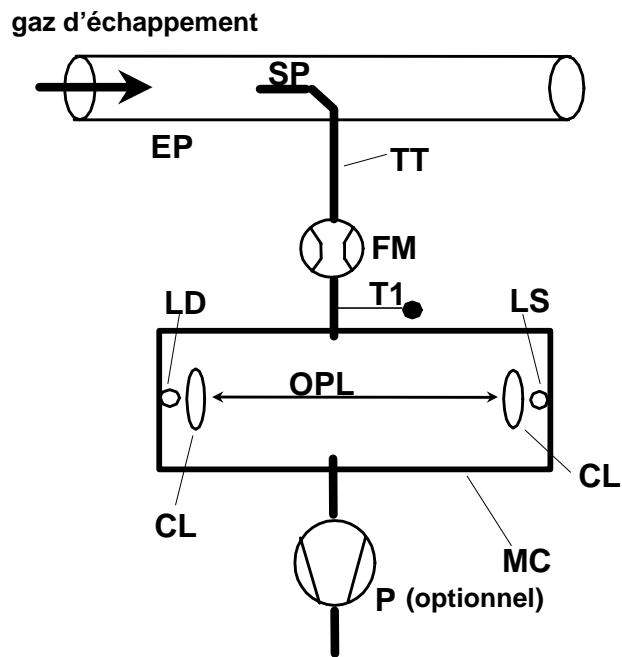 gaz d’échappement
SP
EP
TT
FM
T1
LD
LS
OPL
CL
CL
MC
P (optionnel)